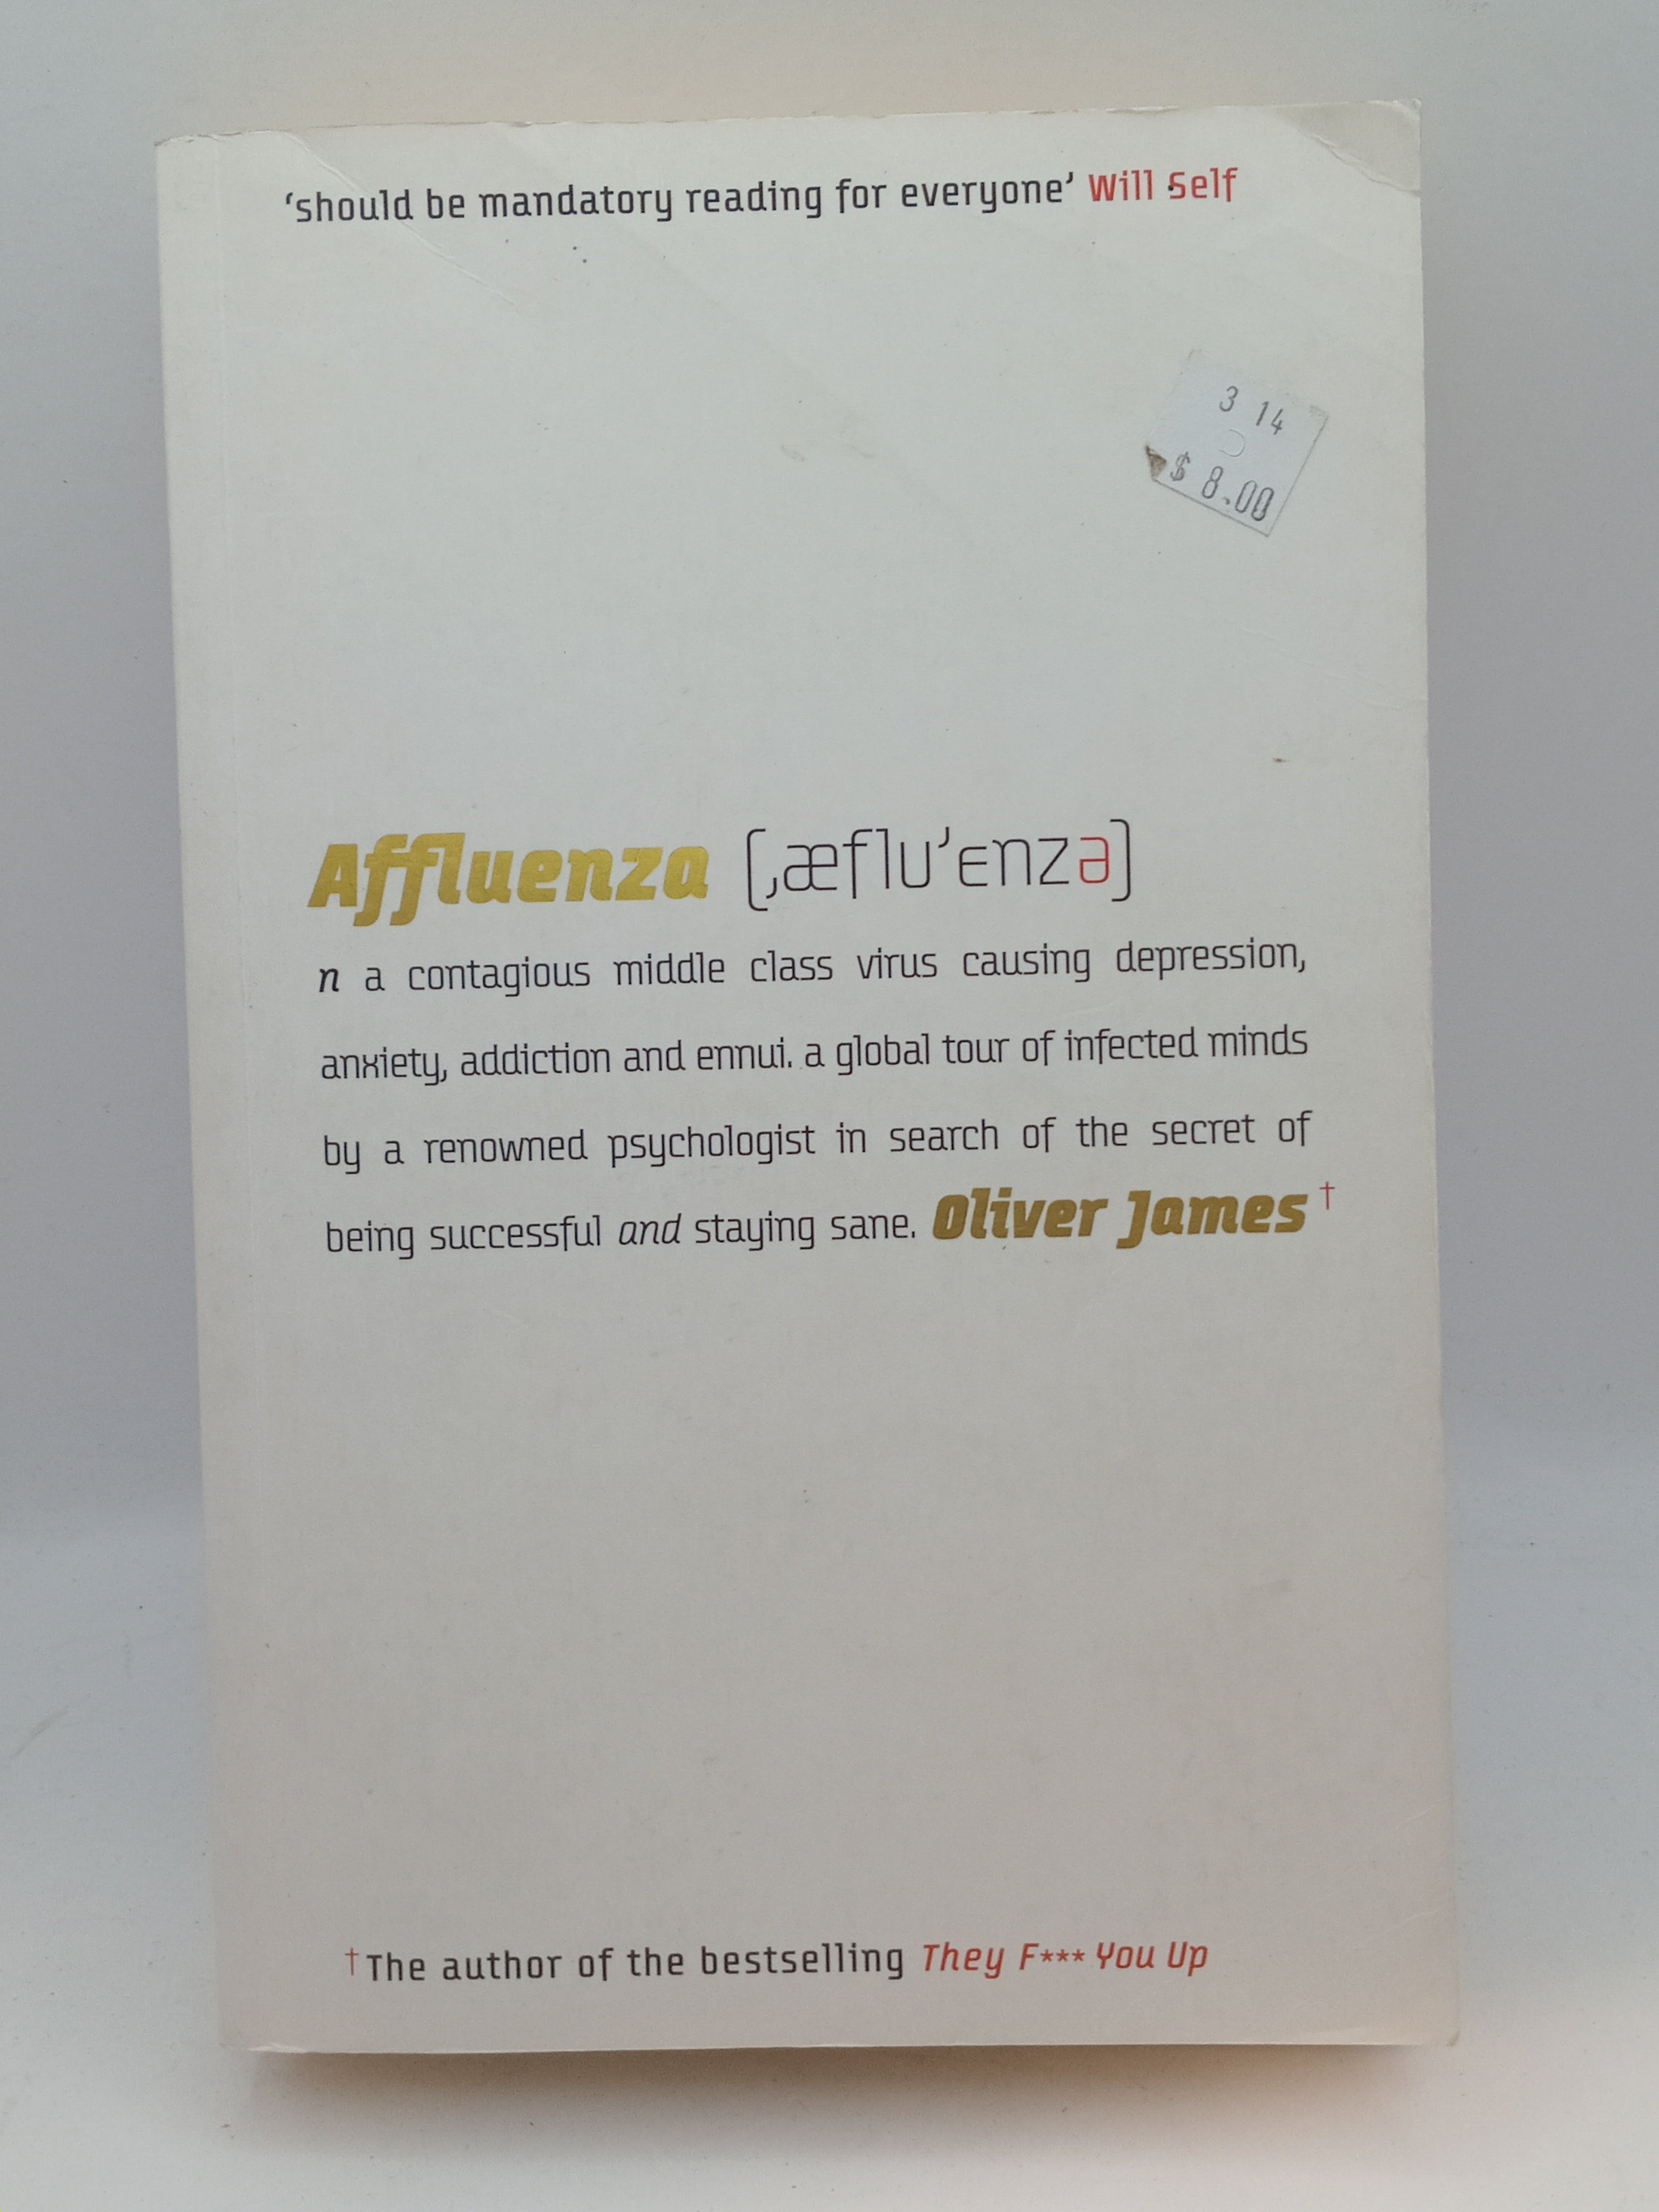 ‘should be mandatory reading for everyone’ Will Self
3 14
$ 8.00
Affluenza [ˌæflu'ɛnzə]
n a contagious middle class virus causing depression,
anxiety, addiction and ennui. a global tour of infected minds
by a renowned psychologist in search of the secret of
being successful and staying sane. Oliver James †
† The author of the bestselling They F*** You Up